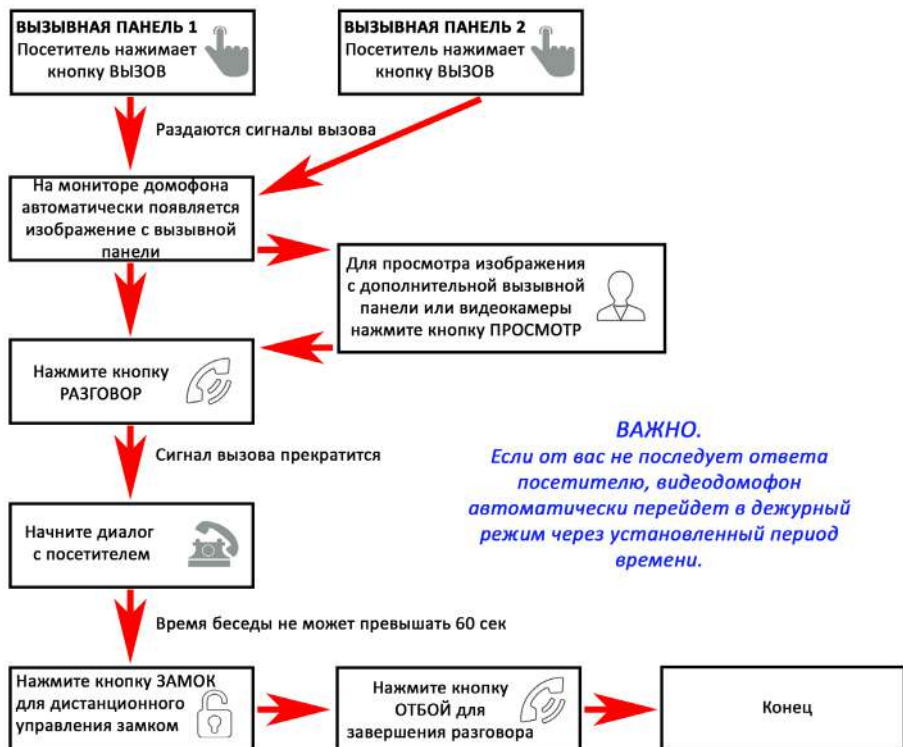 ВЫЗЫВНАЯ ПАНЕЛЬ 1
Посетитель нажимает
кнопку ВЫЗОВ
ВЫЗЫВНАЯ ПАНЕЛЬ 2
Посетитель нажимает
кнопку ВЫЗОВ
Раздаются сигналы вызова
На мониторе домофона
автоматически появляется
изображение с вызывной
панели
Для просмотра изображения
с дополнительной вызывной
панели или видеокамеры
нажмите кнопку ПРОСМОТР
Нажмите кнопку
РАЗГОВОР
Сигнал вызова прекратится
ВАЖНО.
Если от вас не последует ответа
посетителю, видеодомофон
автоматически перейдет в дежурный
режим через установленный период
времени.
Начните диалог
с посетителем
Время беседы не может превышать 60 сек
Нажмите кнопку ЗАМОК
для дистанционного
управления замком
Нажмите кнопку
ОТБОЙ для
завершения разговора
Конец